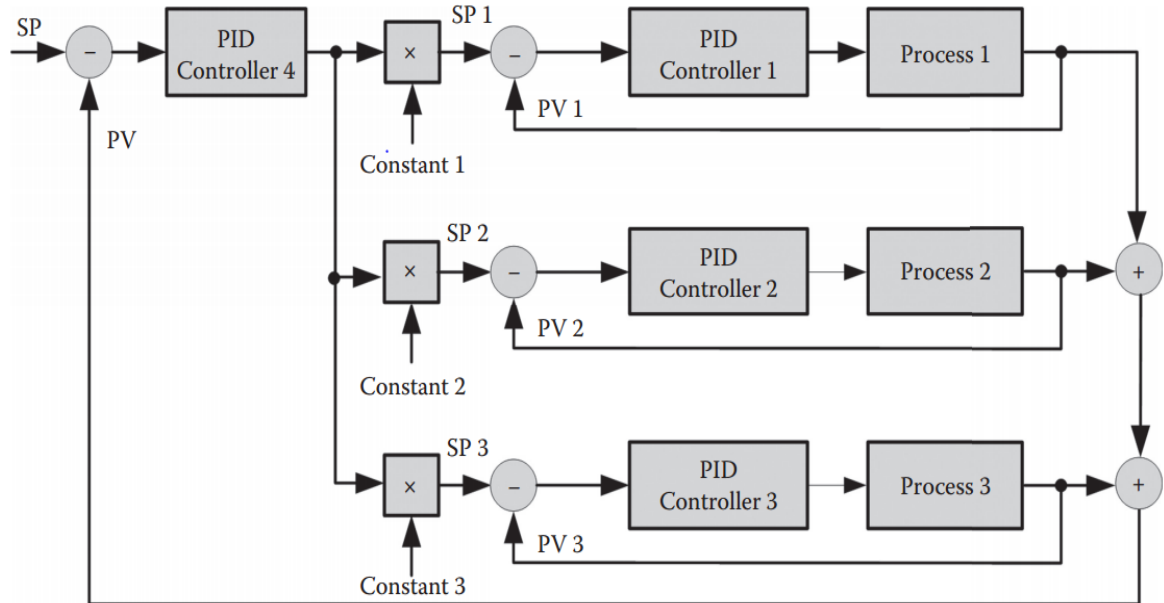 SP
−
PID
Controller 4
×
Constant 1
SP 1
−
PV 1
PID
Controller 1
Process 1
PV
×
Constant 2
SP 2
−
PV 2
PID
Controller 2
Process 2
+
×
Constant 3
SP 3
−
PV 3
PID
Controller 3
Process 3
+